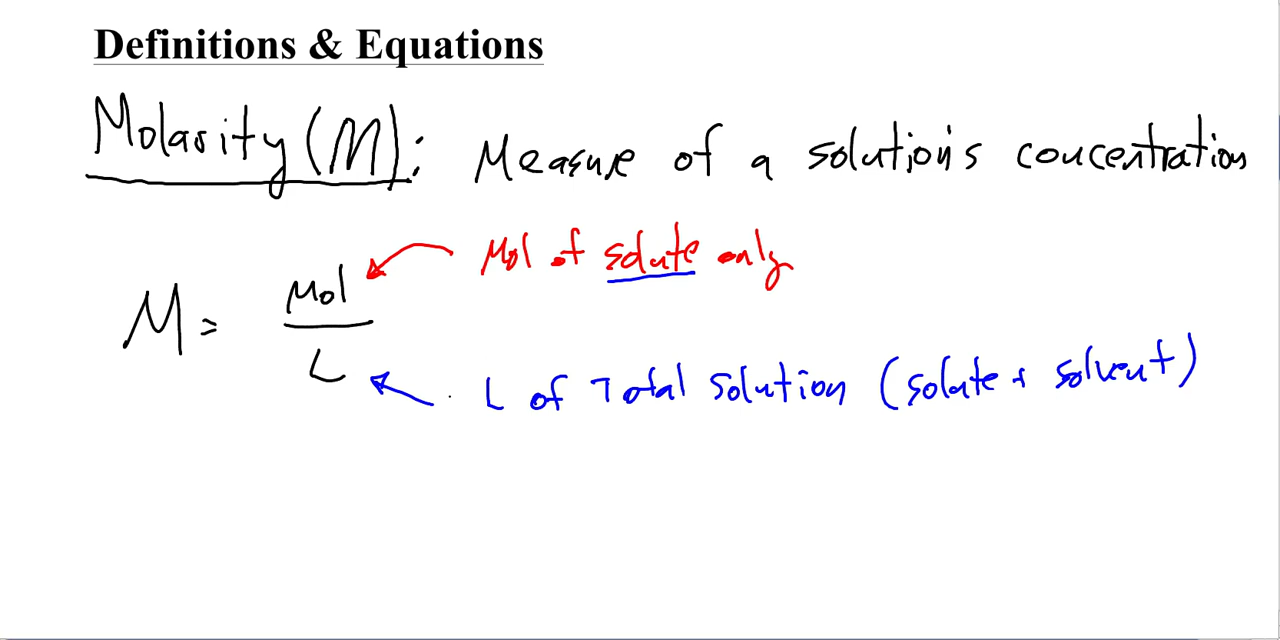 Definitions & Equations
Molarity (M): Measure of a solution's concentration
Mol of solute only
M = Mol
L
L of Total solution (solute + solvent)